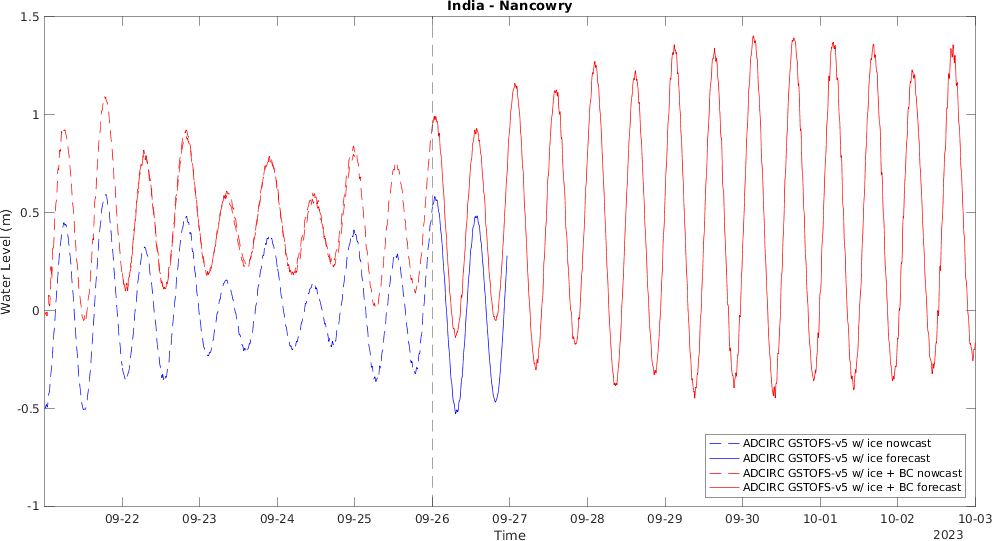 India - Nancowry
1.5
1
0.5
0
-0.5
-1
Water Level (m)
ADCIRC GSTOFS-v5 w/ ice nowcast
ADCIRC GSTOFS-v5 w/ ice forecast
ADCIRC GSTOFS-v5 w/ ice + BC nowcast
ADCIRC GSTOFS-v5 w/ ice + BC forecast
09-22 09-23 09-24 09-25 09-26 09-27 09-28 09-29 09-30 10-01 10-02 10-03
Time
2023